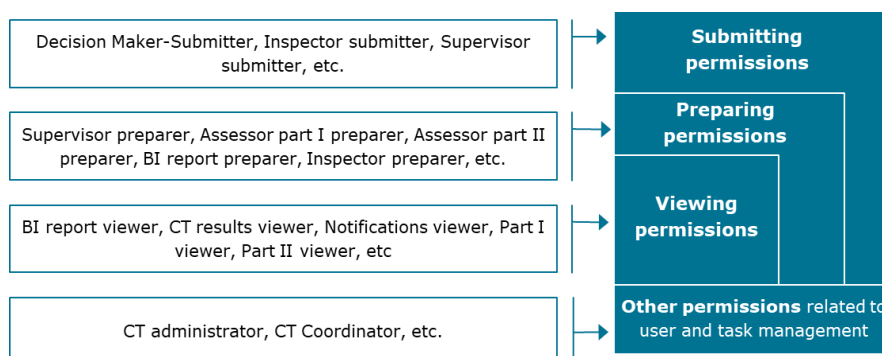 Decision Maker-Submitter, Inspector submitter, Supervisor
submitter, etc.
Submitting
permissions
Supervisor preparer, Assessor part I preparer, Assessor part II
preparer, BI report preparer, Inspector preparer, etc.
Preparing
permissions
BI report viewer, CT results viewer, Notifications viewer, Part I
viewer, Part II viewer, etc
Viewing
permissions
CT administrator, CT Coordinator, etc.
Other permissions related to
user and task management